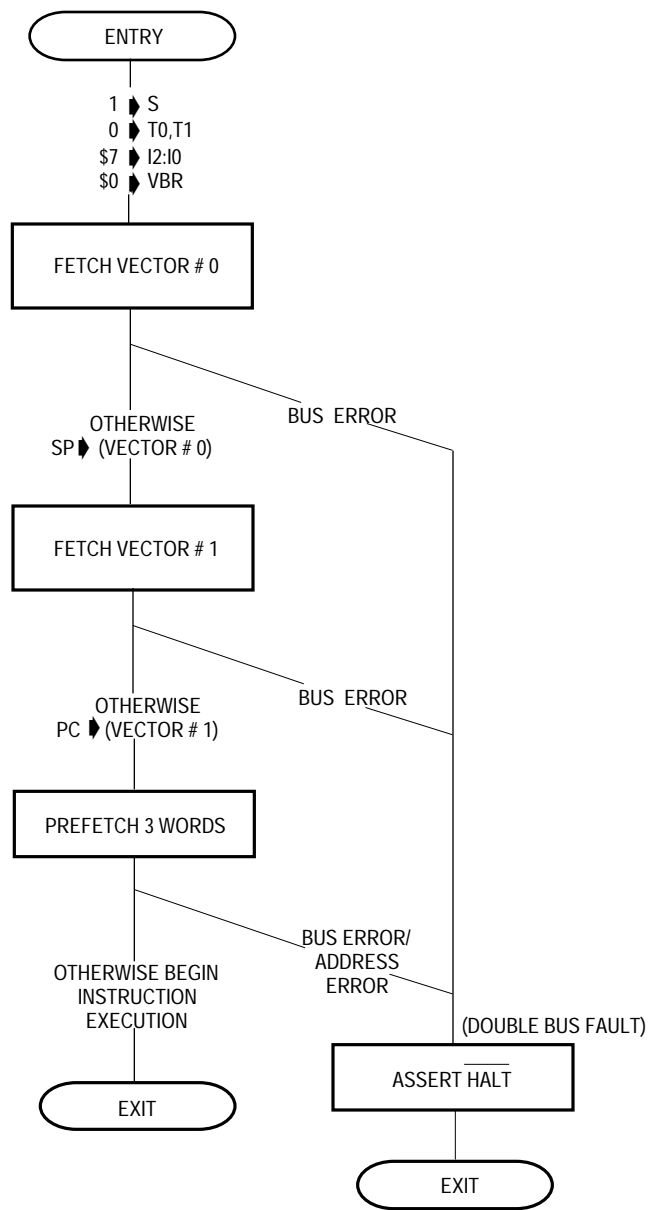 ENTRY
1 ➧ S
0 ➧ T0,T1
$7 ➧ I2:I0
$0 ➧ VBR
FETCH VECTOR # 0
BUS ERROR
OTHERWISE
SP ➧ (VECTOR # 0)
FETCH VECTOR # 1
BUS ERROR
OTHERWISE
PC ➧ (VECTOR # 1)
PREFETCH 3 WORDS
BUS ERROR/
ADDRESS
ERROR
OTHERWISE BEGIN
INSTRUCTION
EXECUTION
(DOUBLE BUS FAULT)
ASSERT H̅A̅L̅T̅
EXIT
EXIT